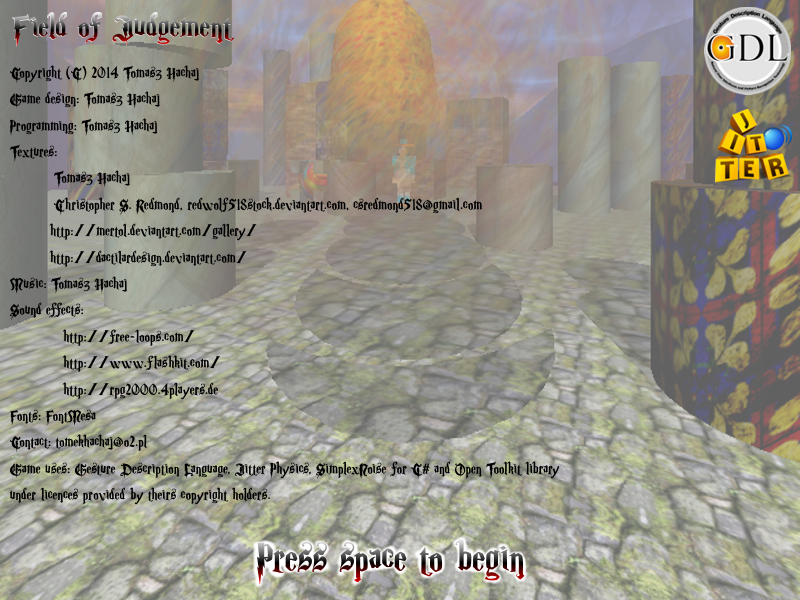 Field of Judgement
Copyright (C) 2014 Tomasz Hachaj
Game design: Tomasz Hachaj
Programming: Tomasz Hachaj
Textures:
Tomasz Hachaj
Christopher S. Redmond, redwolf518stock.deviantart.com, csredmond518@gmail.com
http://mertol.deviantart.com/gallery/
http://dactilardesign.deviantart.com/
Music: Tomasz Hachaj
Sound effects:
http://free-loops.com/
http://www.flashkit.com/
http://rpg2000.4players.de
Fonts: FontMesa
Contact: tomekhachaj@o2.pl
Game uses: Gesture Description Language, Jitter Physics, SimplexNoise for C# and Open Toolkit library
under licences provided by theirs copyright holders.
Press space to begin
GDL
JITTER